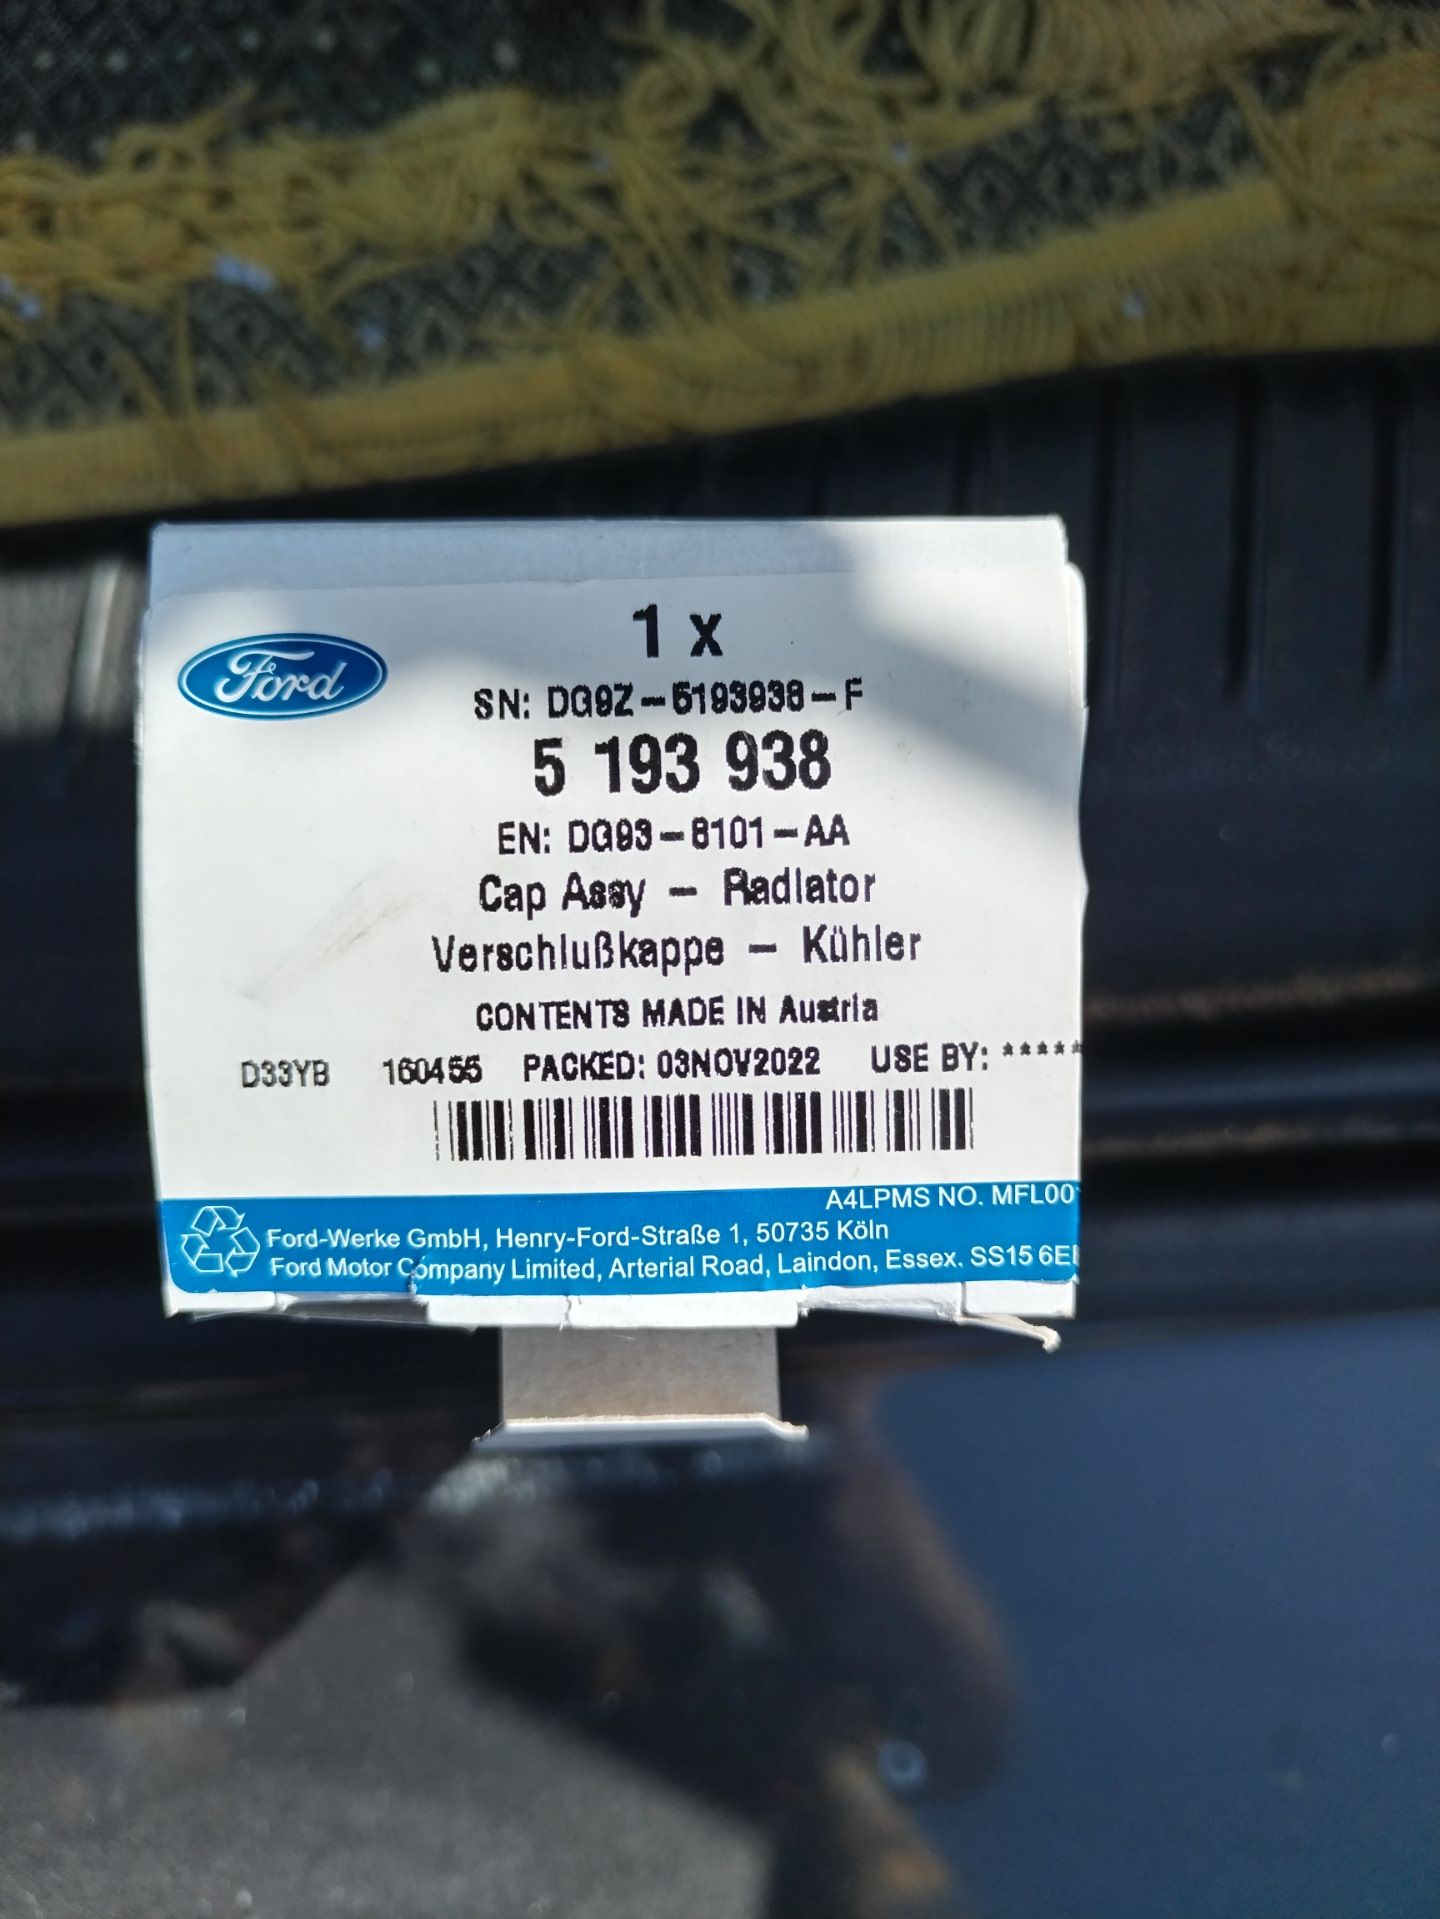 Ford
1 x
SN: DG9Z-5193938-F
5 193 938
EN: DG93-8101-AA
Cap Assy - Radiator
Verschlußkappe - Kühler
CONTENTS MADE IN Austria
D33YB 160455 PACKED: 03NOV2022 USE BY: *****
A4LPMS NO. MFL00
Ford-Werke GmbH, Henry-Ford-Straße 1, 50735 Köln
Ford Motor Company Limited, Arterial Road, Laindon, Essex. SS15 6E